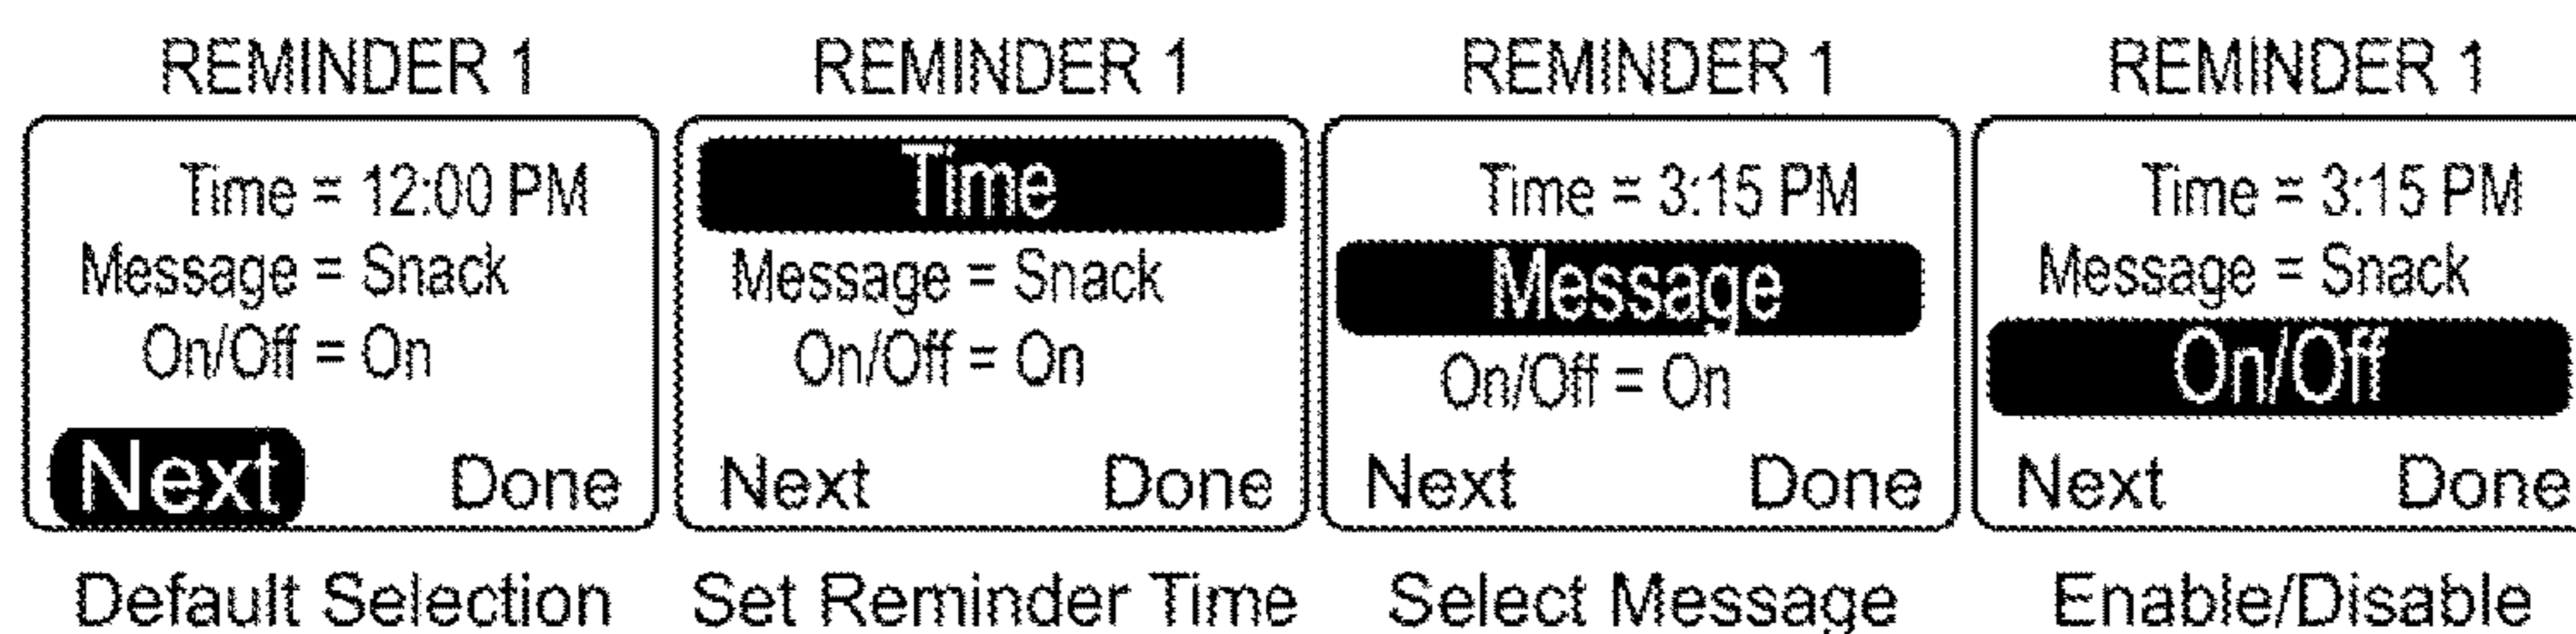 REMINDER 1
Time = 12:00 PM
Message = Snack
On/Off = On
Next Done
Default Selection
REMINDER 1
Time
Message = Snack
On/Off = On
Next Done
Set Reminder Time
REMINDER 1
Time = 3:15 PM
Message
On/Off = On
Next Done
Select Message
REMINDER 1
Time = 3:15 PM
Message = Snack
On/Off
Next Done
Enable/Disable